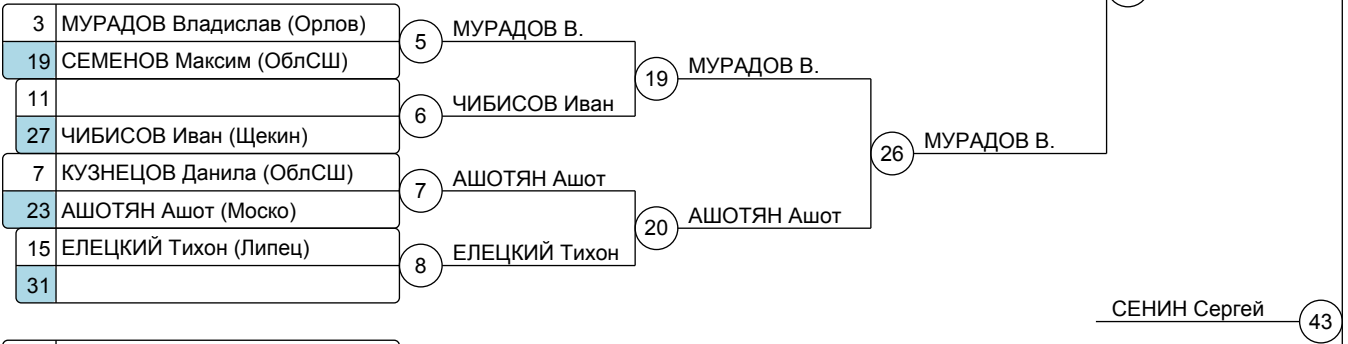 3 МУРАДОВ Владислав (Орлов)
19 СЕМЕНОВ Максим (ОблСШ)
5 МУРАДОВ В.
11
27 ЧИБИСОВ Иван (Щекин)
6 ЧИБИСОВ Иван
19 МУРАДОВ В.
7 КУЗНЕЦОВ Данила (ОблСШ)
23 АШОТЯН Ашот (Моско)
7 АШОТЯН Ашот
15 ЕЛЕЦКИЙ Тихон (Липец)
31
8 ЕЛЕЦКИЙ Тихон
20 АШОТЯН Ашот
26 МУРАДОВ В.
СЕНИН Сергей 43